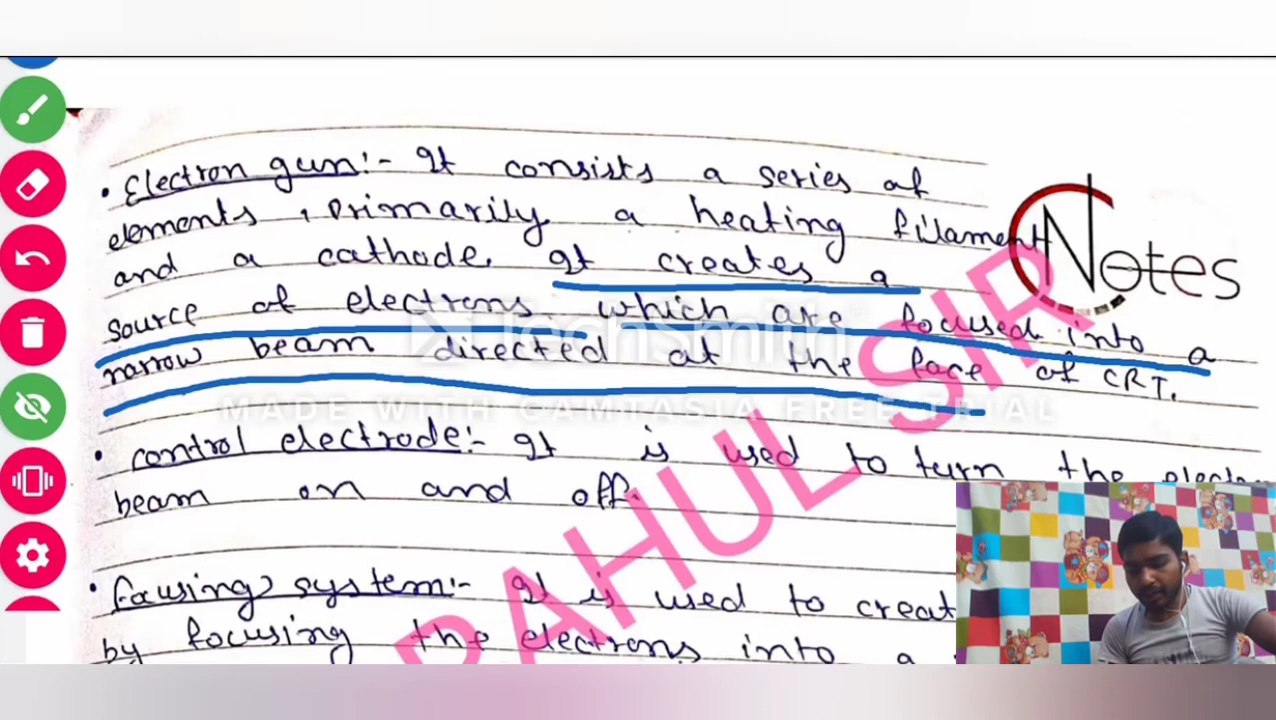 • Electron gun:- It consists a series of
elements, primarily a heating filament
and a cathode. It creates a
source of electrons which are focused into a
narrow beam directed at the face of CRT.
• control electrode:- It is used to turn the electr
beam on and off.
• focusing system:- It is used to creat
by focusing the electrons into a
Notes
RAHUL SIR
TechSmith
MADE WITH CAMTASIA FREE TRIAL